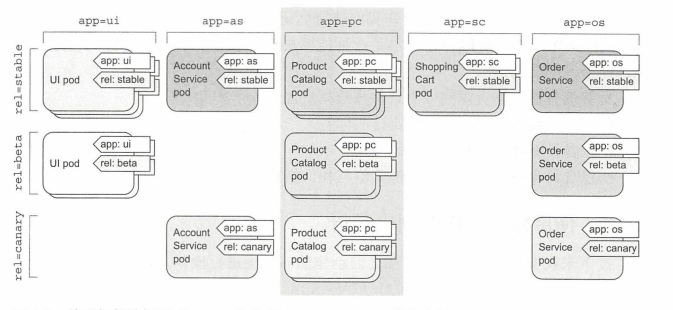 app=ui app=as app=pc app=sc app=os
rel=stable
UI pod
app: ui
rel: stable
Account
Service
pod
app: as
rel: stable
Product
Catalog
pod
app: pc
rel: stable
Shopping
Cart
pod
app: sc
rel: stable
Order
Service
pod
app: os
rel: stable
rel=beta
UI pod
app: ui
rel: beta
Product
Catalog
pod
app: pc
rel: beta
Order
Service
pod
app: os
rel: beta
rel=canary
Account
Service
pod
app: as
rel: canary
Product
Catalog
pod
app: pc
rel: canary
Order
Service
pod
app: os
rel: canary